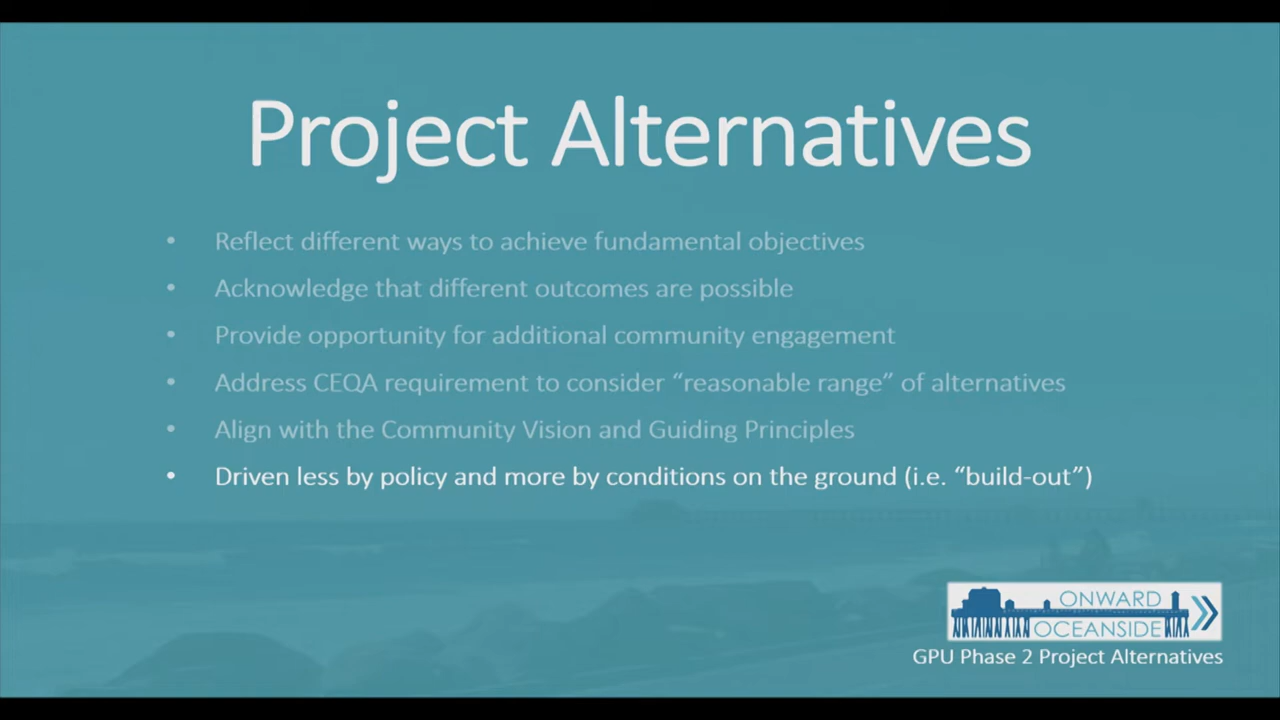 Project Alternatives
• Reflect different ways to achieve fundamental objectives
• Acknowledge that different outcomes are possible
• Provide opportunity for additional community engagement
• Address CEQA requirement to consider “reasonable range” of alternatives
• Align with the Community Vision and Guiding Principles
• Driven less by policy and more by conditions on the ground (i.e. “build-out”)
ONWARD
OCEANSIDE
GPU Phase 2 Project Alternatives